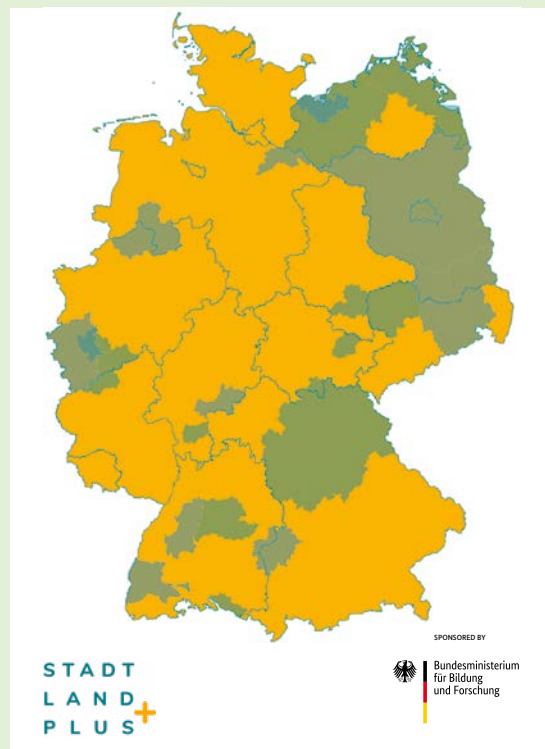 SPONSORED BY
STADT
LAND
PLUS+
Bundesministerium
für Bildung
und Forschung